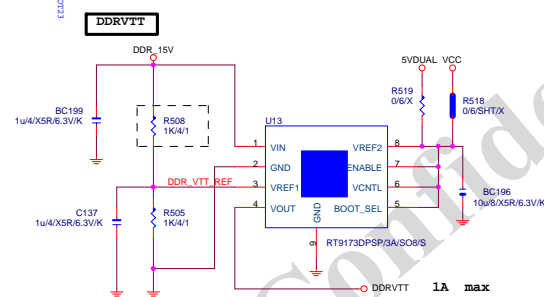 DT23
DDRVTT
DDR_15V
5VDUAL VCC
BC199
1u/4/X5R/6.3V/K
R508
1K/4/1
R519
0/6/X
R518
0/6/SHT/X
U13
1 VIN VREF2 8
2 GND ENABLE 7
DDR_VTT_REF 3 VREF1 VCNTL 6
4 VOUT BOOT_SEL 5
GND
9
C137
1u/4/X5R/6.3V/K
R505
1K/4/1
BC196
10u/8/X5R/6.3V/K
RT9173DPSP/3A/SO8/S
DDRVTT 1A max
Confide